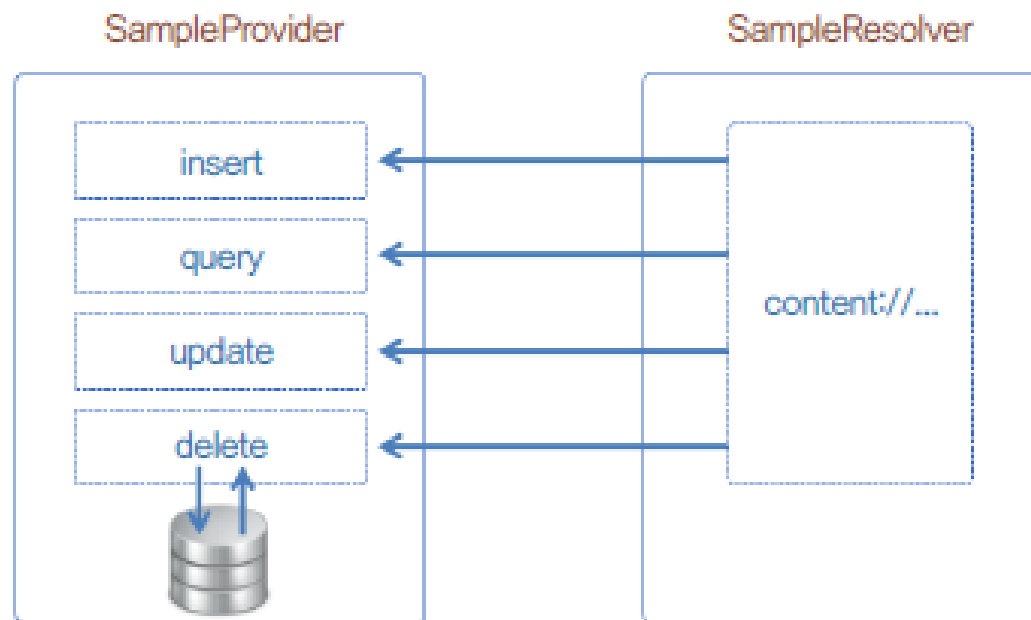 SampleProvider
SampleResolver
insert
query
update
delete
content://...